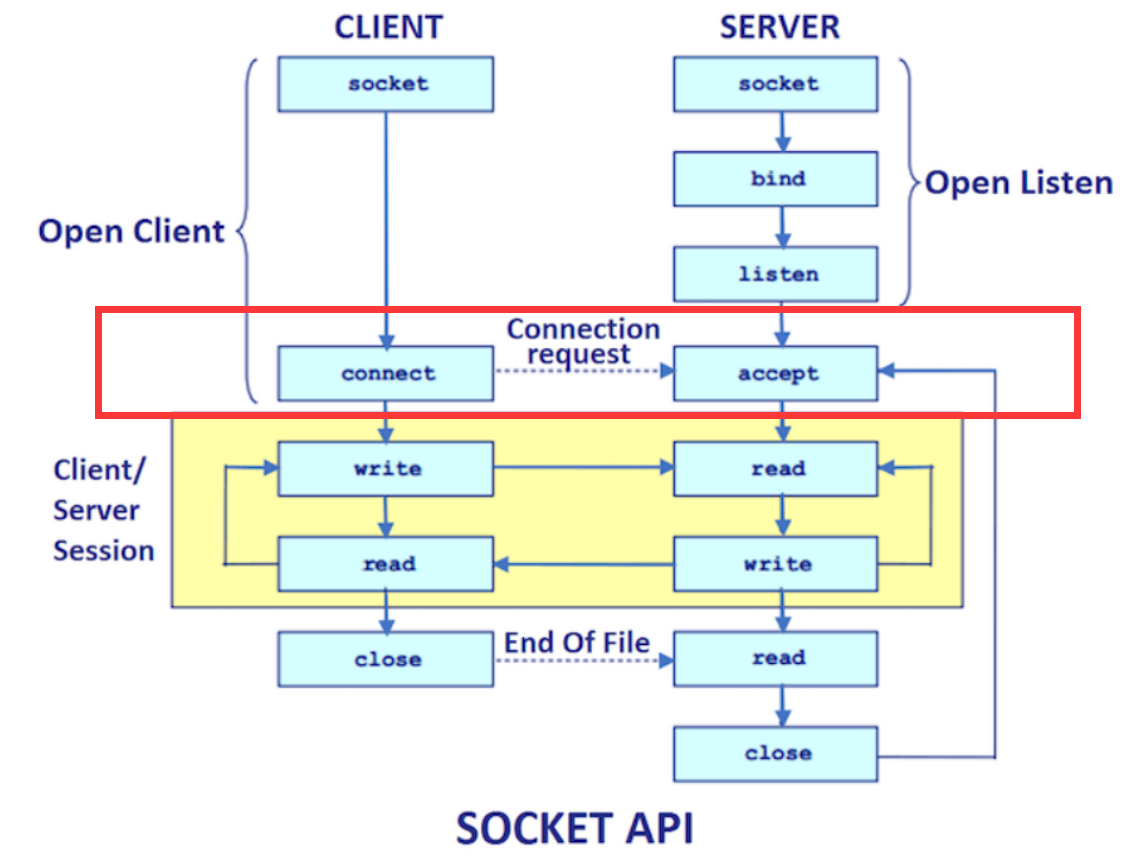 CLIENT
SERVER
socket
socket
bind
Open Listen
Open Client
listen
Connection
request
connect
accept
Client/
Server
Session
write
read
read
write
End Of File
close
read
close
SOCKET API